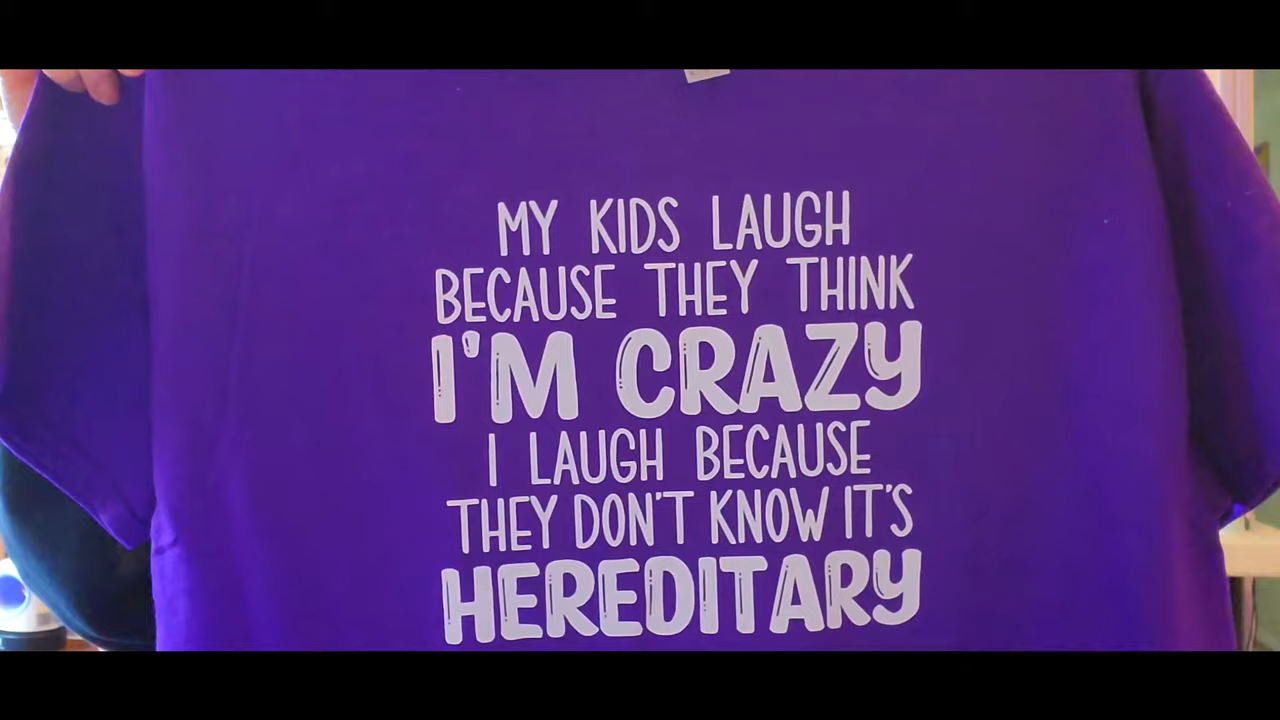 MY KIDS LAUGH
BECAUSE THEY THINK
I'M CRAZY
I LAUGH BECAUSE
THEY DON'T KNOW IT'S
HEREDITARY